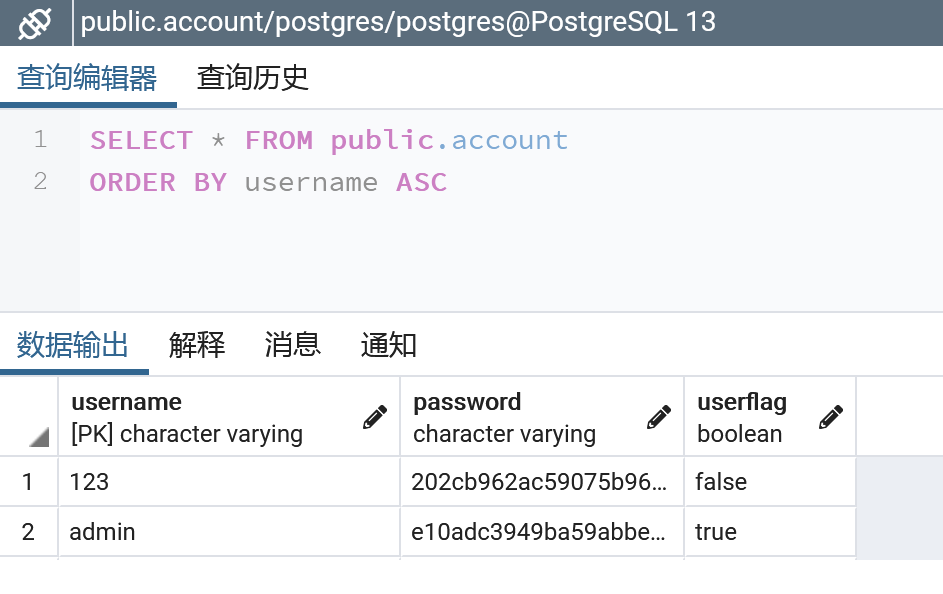 public.account/postgres/postgres@PostgreSQL 13
查询编辑器 查询历史
1 SELECT * FROM public.account
2 ORDER BY username ASC
数据输出 解释 消息 通知
username password userflag
[PK] character varying character varying boolean
1 123 202cb962ac59075b96... false
2 admin e10adc3949ba59abbe... true